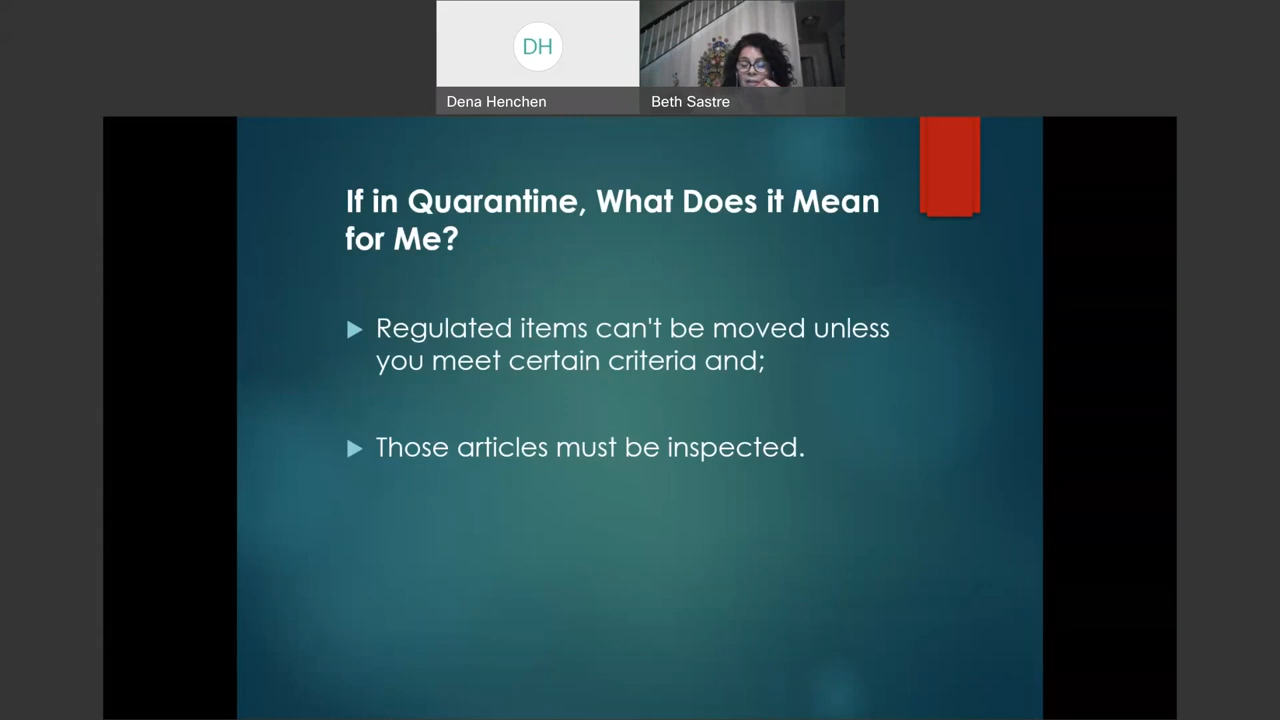 DH
Dena Henchen
Beth Sastre
If in Quarantine, What Does it Mean
for Me?
Regulated items can't be moved unless
you meet certain criteria and;
Those articles must be inspected.